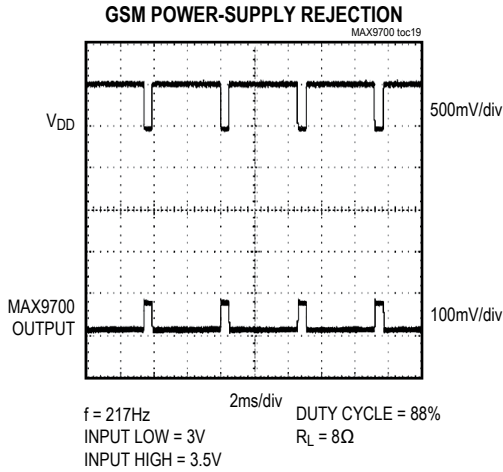 GSM POWER-SUPPLY REJECTION
MAX9700 toc19
VDD
500mV/div
MAX9700
OUTPUT
100mV/div
2ms/div
f = 217Hz
INPUT LOW = 3V
INPUT HIGH = 3.5V
DUTY CYCLE = 88%
RL = 8Ω